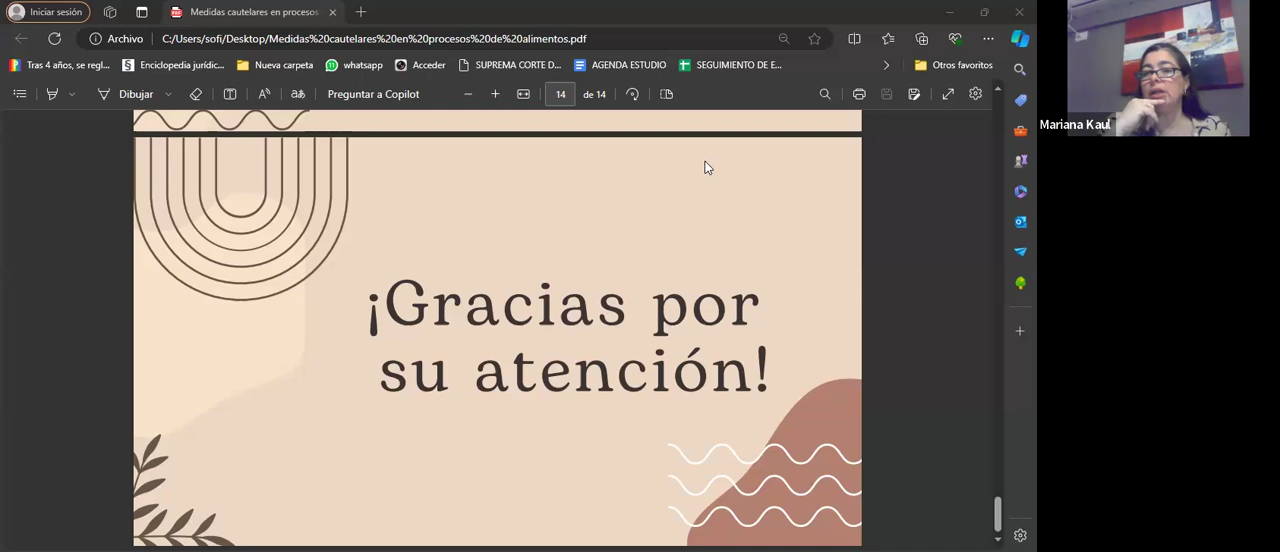 Iniciar sesión
Medidas cautelares en procesos
Archivo
C:/Users/sofi/Desktop/Medidas%20cautelares%20en%20procesos%20de%20alimentos.pdf
Tras 4 años, se regl...
Enciclopedia jurídic...
Nueva carpeta
whatsapp
Acceder
SUPREMA CORTE D...
AGENDA ESTUDIO
SEGUIMIENTO DE E...
Otros favoritos
Dibujar
Preguntar a Copilot
14
de 14
Mariana Kaul
¡Gracias por
su atención!